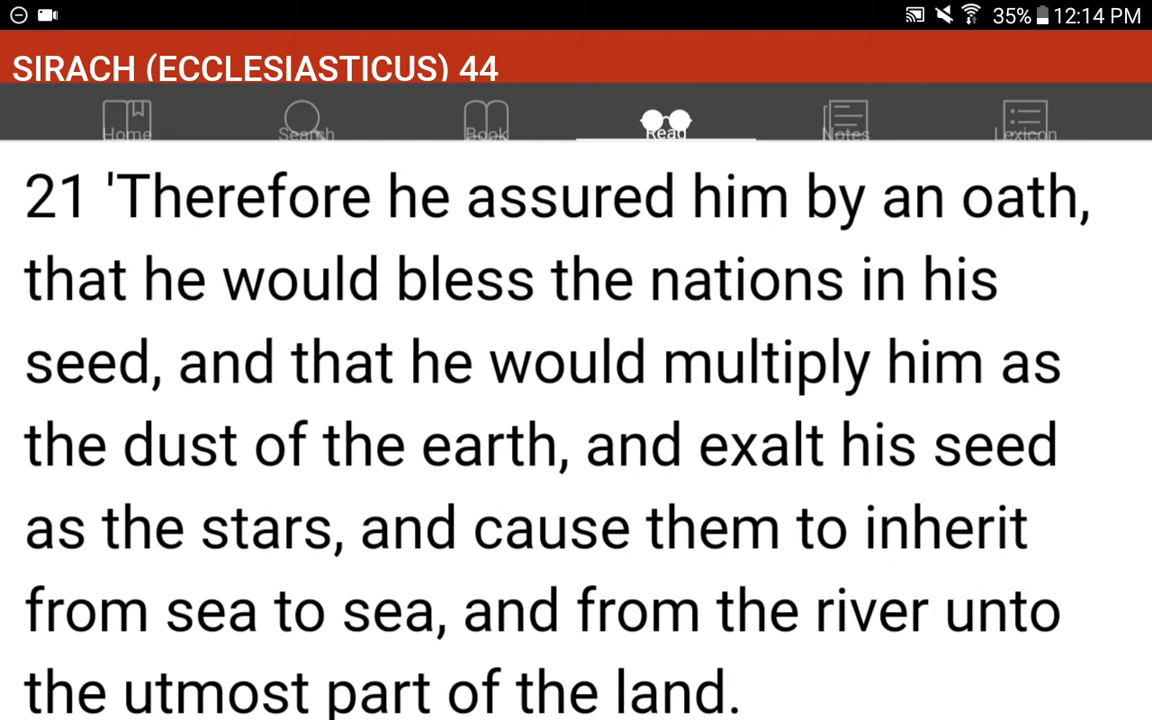 35% 12:14 PM
SIRACH (ECCLESIASTICUS) 44
Home Search Book Read Notes Lexicon
21 'Therefore he assured him by an oath,
that he would bless the nations in his
seed, and that he would multiply him as
the dust of the earth, and exalt his seed
as the stars, and cause them to inherit
from sea to sea, and from the river unto
the utmost part of the land.